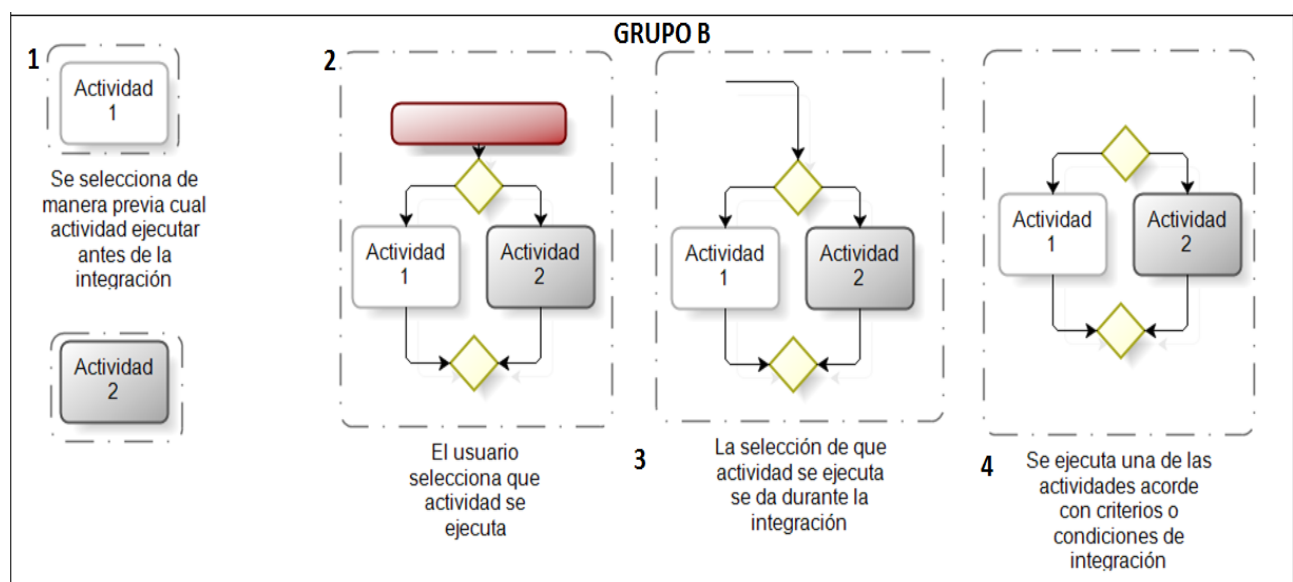 GRUPO B
1
Actividad
1
Se selecciona de
manera previa cual
actividad ejecutar
antes de la
integración
Actividad
2
2
Actividad
1
Actividad
2
El usuario
selecciona que
actividad se
ejecuta
Actividad
1
Actividad
2
3
La selección de que
actividad se ejecuta
se da durante la
integración
Actividad
1
Actividad
2
4
Se ejecuta una de las
actividades acorde
con criterios o
condiciones de
integración